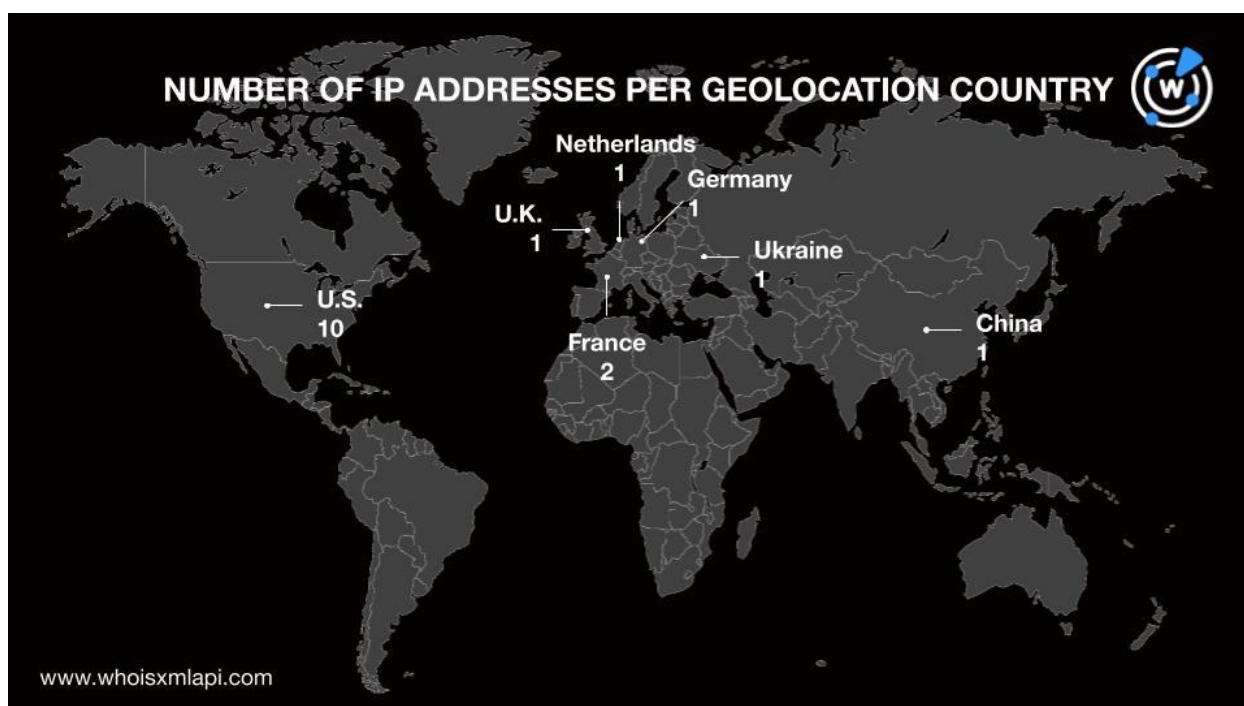 NUMBER OF IP ADDRESSES PER GEOLOCATION COUNTRY
W
Netherlands
1
Germany
1
U.K.
1
Ukraine
1
U.S.
10
China
1
France
2
www.whoisxmlapi.com